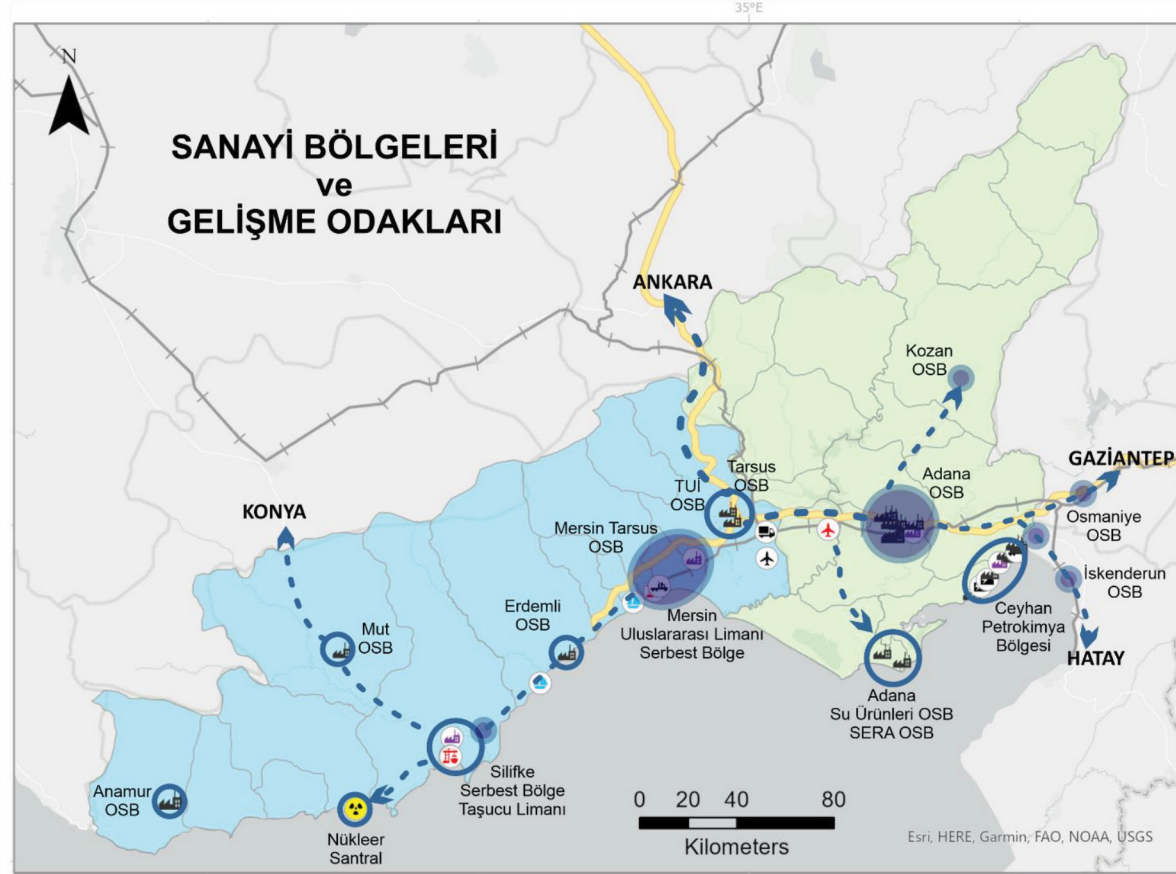 35°E
N
SANAYİ BÖLGELERİ
ve
GELİŞME ODAKLARI
ANKARA
Kozan
OSB
GAZİANTEP
Tarsus
OSB
TUİ
OSB
Adana
OSB
KONYA
Mersin Tarsus
OSB
Osmaniye
OSB
İskenderun
OSB
Erdemli
OSB
Mersin
Uluslararası Limanı
Serbest Bölge
Ceyhan
Petrokimya
Bölgesi
Mut
OSB
HATAY
Adana
Su Ürünleri OSB
SERA OSB
Silifke
Serbest Bölge
Taşucu Limanı
Anamur
OSB
Nükleer
Santral
0 20 40 80
Kilometers
Esri, HERE, Garmin, FAO, NOAA, USGS